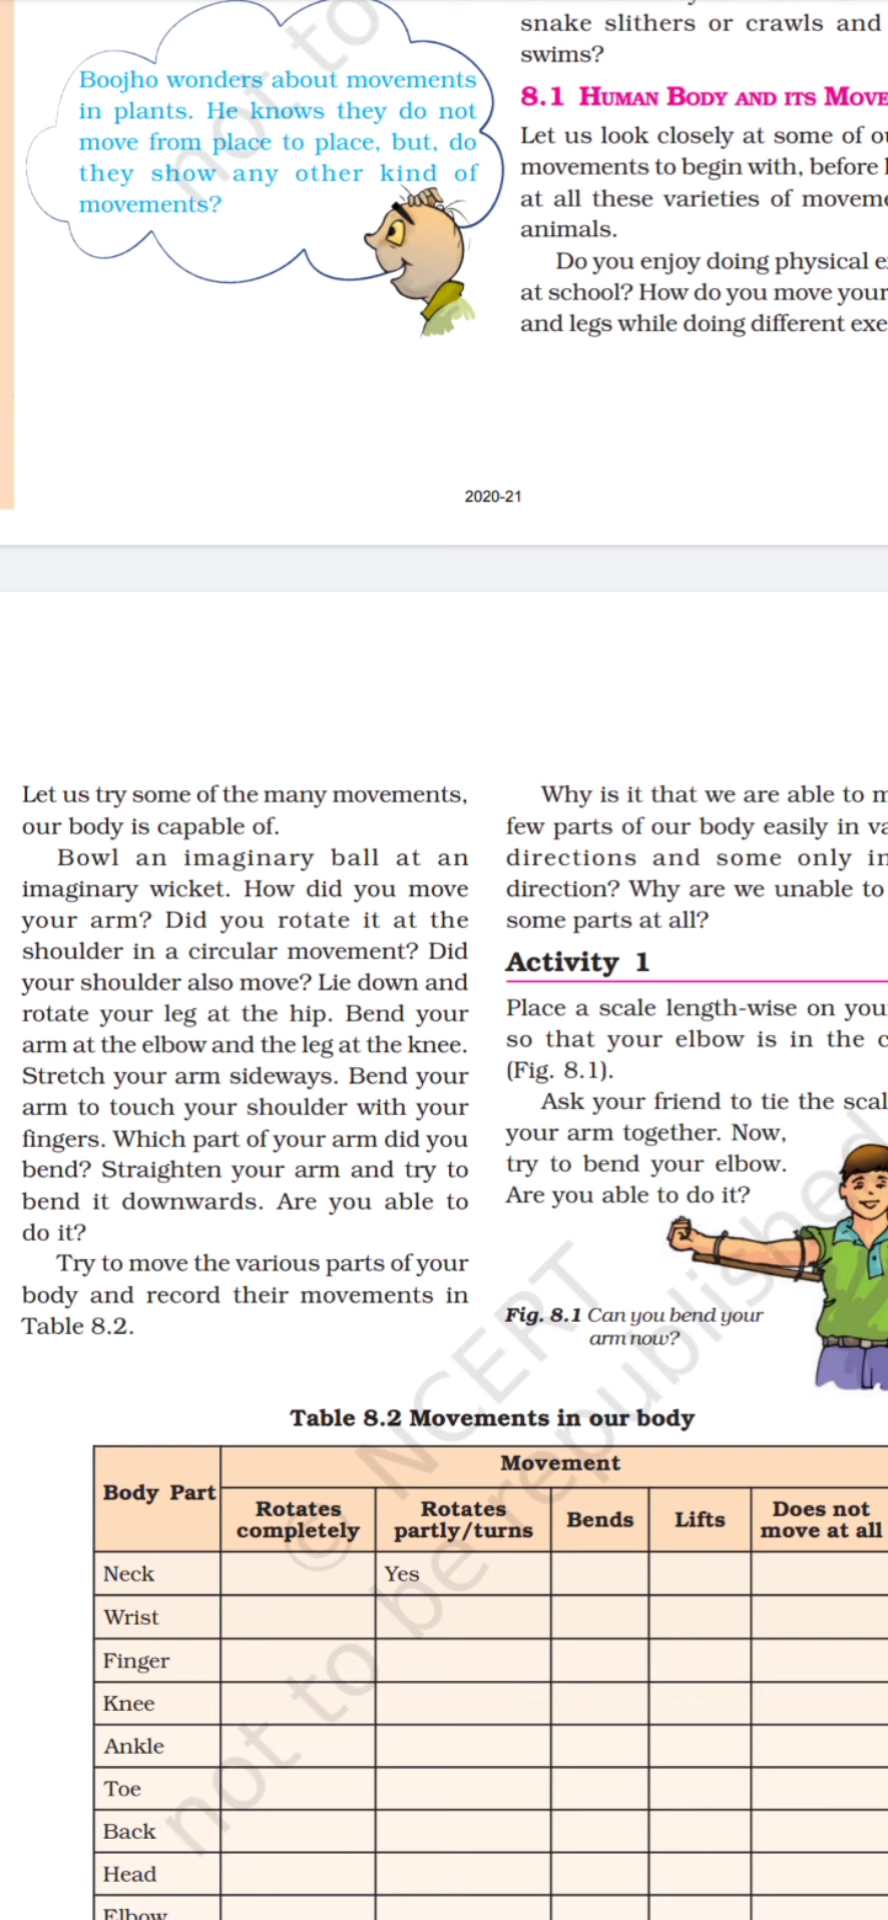 snake slithers or crawls and
swims?
Boojho wonders about movements
in plants. He knows they do not
move from place to place, but, do
they show any other kind of
movements?
8.1 HUMAN BODY AND ITS MOVE
Let us look closely at some of
movements to begin with, before
at all these varieties of movem
animals.
Do you enjoy doing physical e
at school? How do you move your
and legs while doing different exe
not to
2020-21
Let us try some of the many movements,
our body is capable of.
Bowl an imaginary ball at an
imaginary wicket. How did you move
your arm? Did you rotate it at the
shoulder in a circular movement? Did
your shoulder also move? Lie down and
rotate your leg at the hip. Bend your
arm at the elbow and the leg at the knee.
Stretch your arm sideways. Bend your
arm to touch your shoulder with your
fingers. Which part of your arm did you
bend? Straighten your arm and try to
bend it downwards. Are you able to
do it?
Try to move the various parts of your
body and record their movements in
Table 8.2.
Why is it that we are able to m
few parts of our body easily in va
directions and some only in
direction? Why are we unable to
some parts at all?
Activity 1
Place a scale length-wise on you
so that your elbow is in the c
(Fig. 8.1).
Ask your friend to tie the scal
your arm together. Now,
try to bend your elbow.
Are you able to do it?
Fig. 8.1 Can you bend your
arm now?
Table 8.2 Movements in our body
Body Part
Movement
Rotates completely
Rotates partly/turns
Bends
Lifts
Does not move at all
Neck Yes
Wrist
Finger
Knee
Ankle
Toe
Back
Head
Elbow
© NCERT
not to be republished